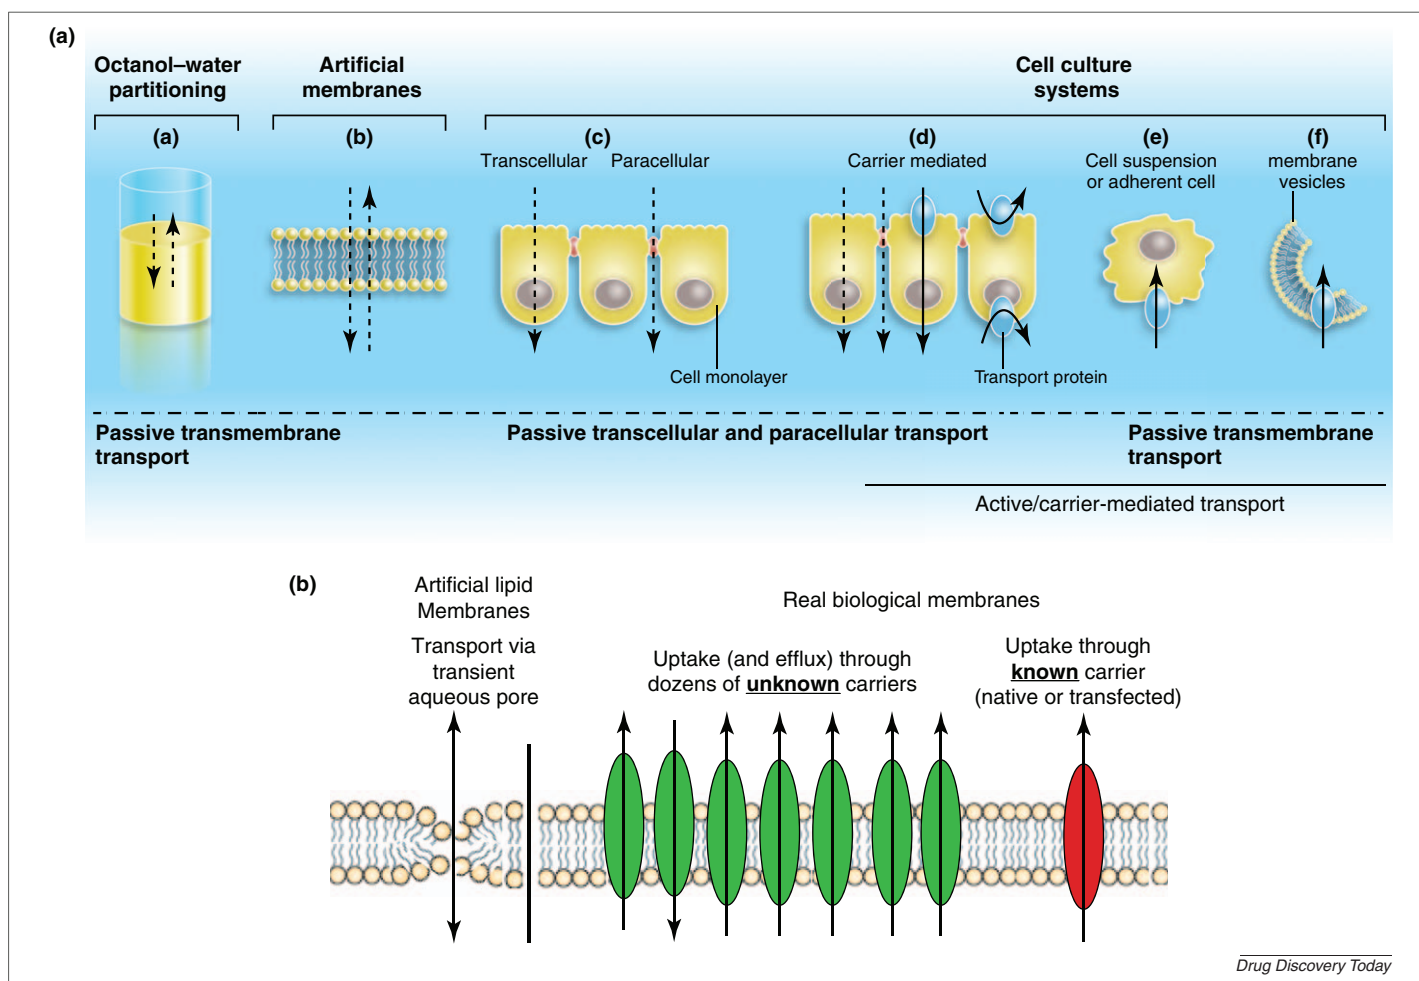 (a)
Octanol–water
partitioning
Artificial
membranes
Cell culture
systems
(a)
(b)
(c)
(d)
(e)
(f)
Transcellular
Paracellular
Carrier mediated
Cell suspension
or adherent cell
membrane
vesicles
Cell monolayer
Transport protein
Passive transmembrane
transport
Passive transcellular and paracellular transport
Passive transmembrane
transport
Active/carrier-mediated transport
(b)
Artificial lipid
Membranes
Real biological membranes
Transport via
transient
aqueous pore
Uptake (and efflux) through
dozens of unknown carriers
Uptake through
known carrier
(native or transfected)
Drug Discovery Today